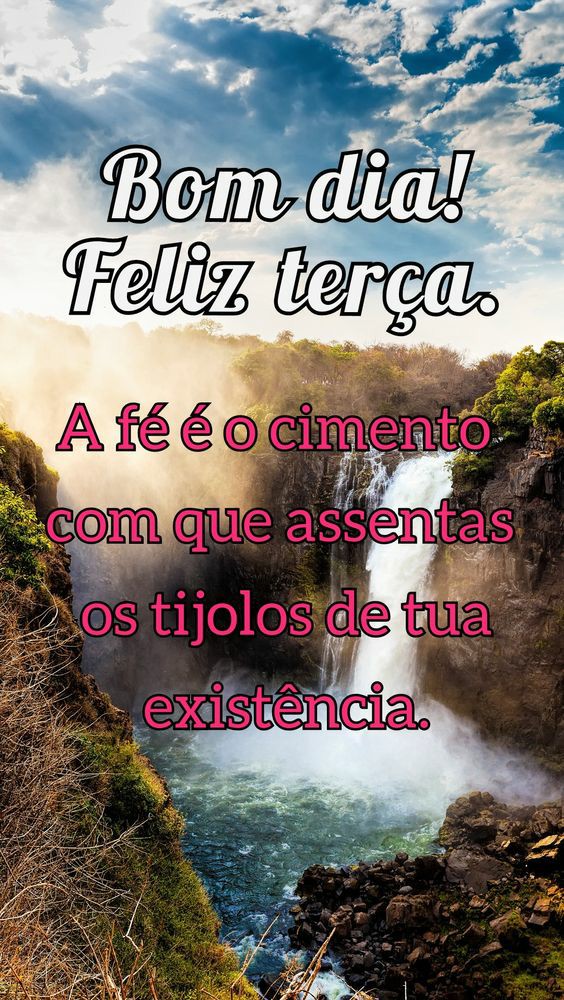 Bom dia!
Feliz terça.
A fé é o cimento
com que assentas
os tijolos de tua
existência.